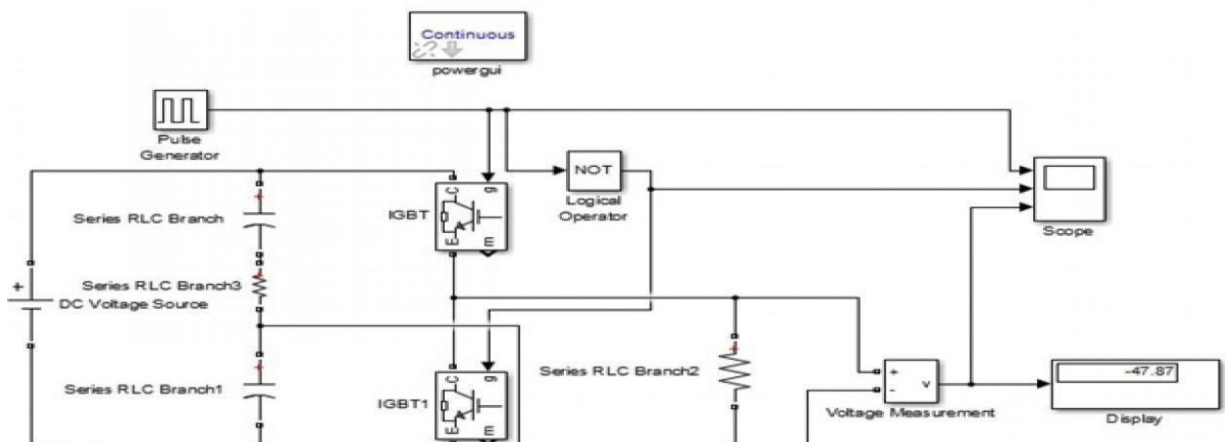 Continuous
powergui
Pulse
Generator
NOT
Logical
Operator
Scope
Series RLC Branch
IGBT
C
g
E
m
Series RLC Branch3
+
DC Voltage Source
Series RLC Branch1
IGBT1
C
g
E
m
Series RLC Branch2
+
-
v
Voltage Measurement
-47.87
Display